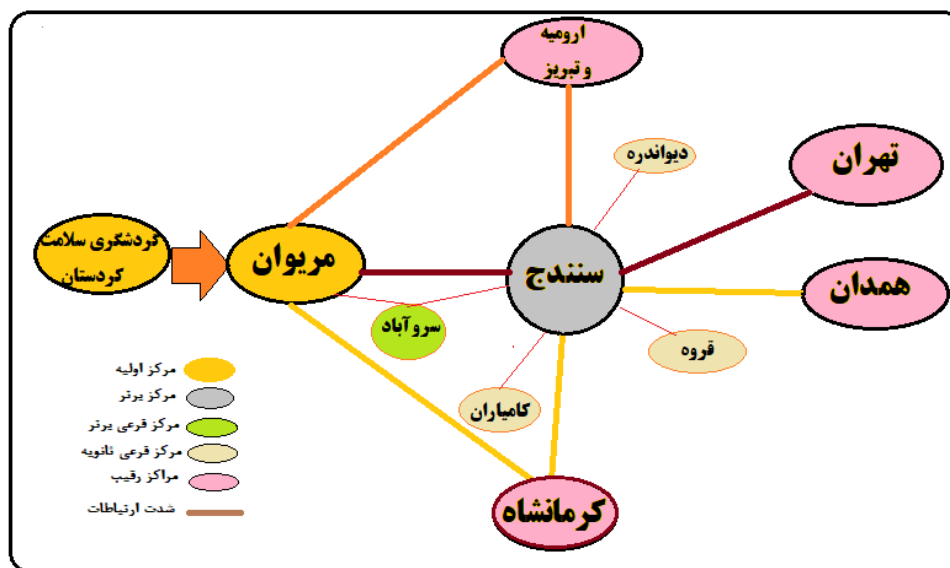 ارومیه
و تبریز
دیواندره
تهران
گردشگری سلامت
کردستان
مریوان
سنندج
همدان
سروآباد
قروه
کامیاران
کرمانشاه
مرکز اولیه
مرکز برتر
مرکز فرعی برتر
مرکز فرعی ثانویه
مراکز رقیب
شدت ارتباطات